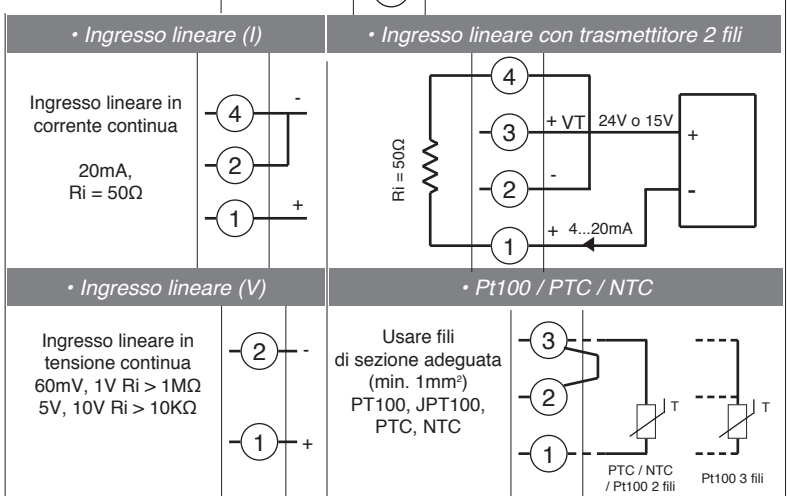 • Ingresso lineare (I)
Ingresso lineare in
corrente continua
20mA,
Ri = 50Ω
4
-
2
1
+
• Ingresso lineare con trasmettitore 2 fili
Ri = 50Ω
4
3
+ VT
24V o 15V
+
2
-
-
1
+
4...20mA
• Ingresso lineare (V)
Ingresso lineare in
tensione continua
60mV, 1V Ri > 1MΩ
5V, 10V Ri > 10KΩ
2
-
1
+
• Pt100 / PTC / NTC
Usare fili
di sezione adeguata
(min. 1mm²)
PT100, JPT100,
PTC, NTC
3
2
1
T
PTC / NTC
/ Pt100 2 fili
T
Pt100 3 fili